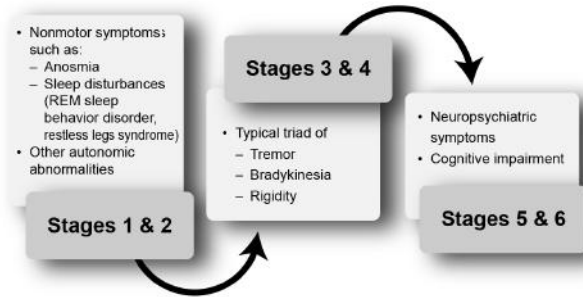 • Nonmotor symptoms
such as:
– Anosmia
– Sleep disturbances
(REM sleep
behavior disorder,
restless legs syndrome)
• Other autonomic
abnormalities
Stages 1 & 2
Stages 3 & 4
• Typical triad of
– Tremor
– Bradykinesia
– Rigidity
• Neuropsychiatric
symptoms
• Cognitive impairment
Stages 5 & 6